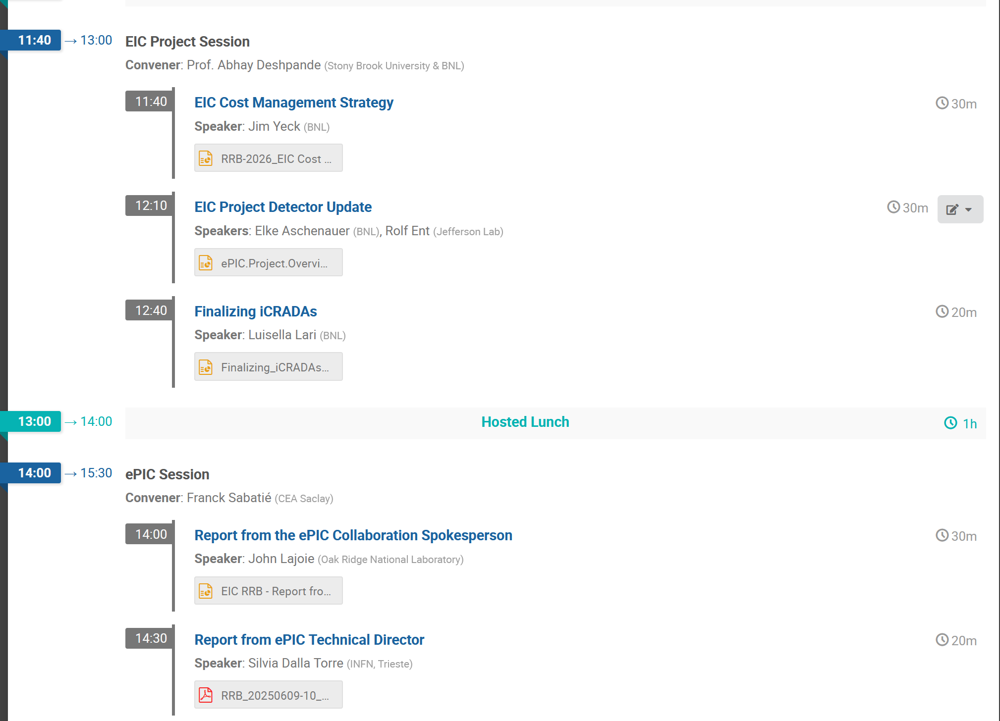 11:40 → 13:00 EIC Project Session
Convener: Prof. Abhay Deshpande (Stony Brook University & BNL)
11:40 EIC Cost Management Strategy 30m
Speaker: Jim Yeck (BNL)
RRB-2026_EIC Cost ...
12:10 EIC Project Detector Update 30m
Speakers: Elke Aschenauer (BNL), Rolf Ent (Jefferson Lab)
ePIC.Project.Overvi...
12:40 Finalizing iCRADAs 20m
Speaker: Luisella Lari (BNL)
Finalizing_iCRADAs...
13:00 → 14:00 Hosted Lunch 1h
14:00 → 15:30 ePIC Session
Convener: Franck Sabatié (CEA Saclay)
14:00 Report from the ePIC Collaboration Spokesperson 30m
Speaker: John Lajoie (Oak Ridge National Laboratory)
EIC RRB - Report fro...
14:30 Report from ePIC Technical Director 20m
Speaker: Silvia Dalla Torre (INFN, Trieste)
RRB_20250609-10_...